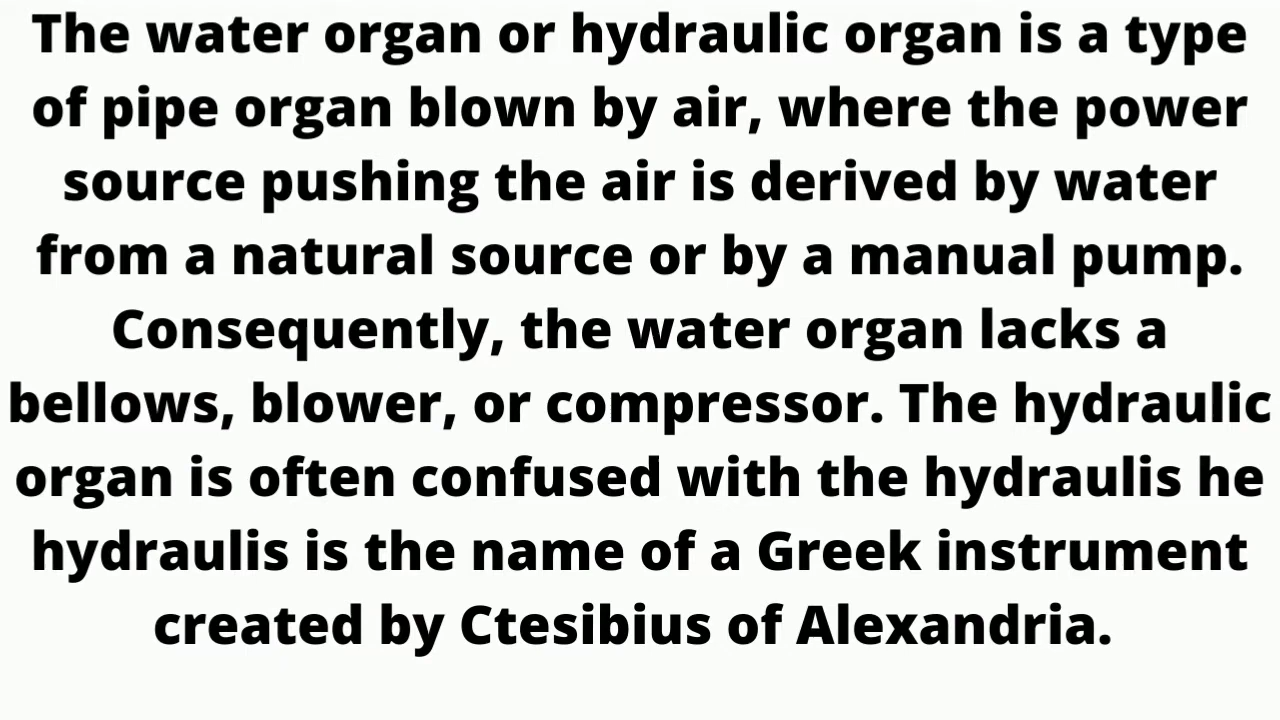 The water organ or hydraulic organ is a type
of pipe organ blown by air, where the power
source pushing the air is derived by water
from a natural source or by a manual pump.
Consequently, the water organ lacks a
bellows, blower, or compressor. The hydraulic
organ is often confused with the hydraulis he
hydraulis is the name of a Greek instrument
created by Ctesibius of Alexandria.